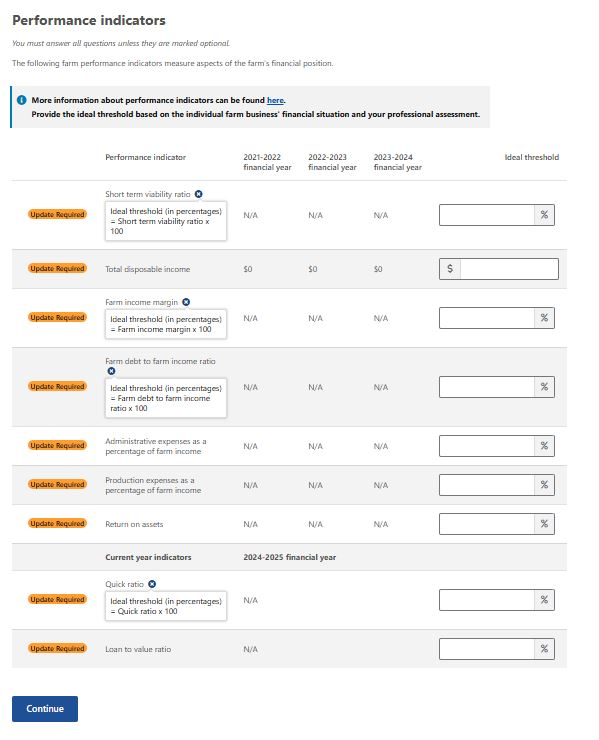 Performance indicators
You must answer all questions unless they are marked optional.
The following farm performance indicators measure aspects of the farm's financial position.
More information about performance indicators can be found here.
Provide the ideal threshold based on the individual farm business' financial situation and your professional assessment.
Performance indicator 2021-2022 financial year 2022-2023 financial year 2023-2024 financial year Ideal threshold
Short term viability ratio
Update Required N/A N/A N/A %
Ideal threshold (in percentages)
= Short term viability ratio x
100
Update Required Total disposable income $0 $0 $0 $
Farm income margin
Update Required N/A N/A N/A %
Ideal threshold (in percentages)
= Farm income margin x 100
Farm debt to farm income ratio
Update Required N/A N/A N/A %
Ideal threshold (in percentages)
= Farm debt to farm income
ratio x 100
Update Required Administrative expenses as a percentage of farm income N/A N/A N/A %
Update Required Production expenses as a percentage of farm income N/A N/A N/A %
Update Required Return on assets N/A N/A N/A %
Current year indicators 2024-2025 financial year
Quick ratio
Update Required N/A %
Ideal threshold (in percentages)
= Quick ratio x 100
Update Required Loan to value ratio N/A %
Continue